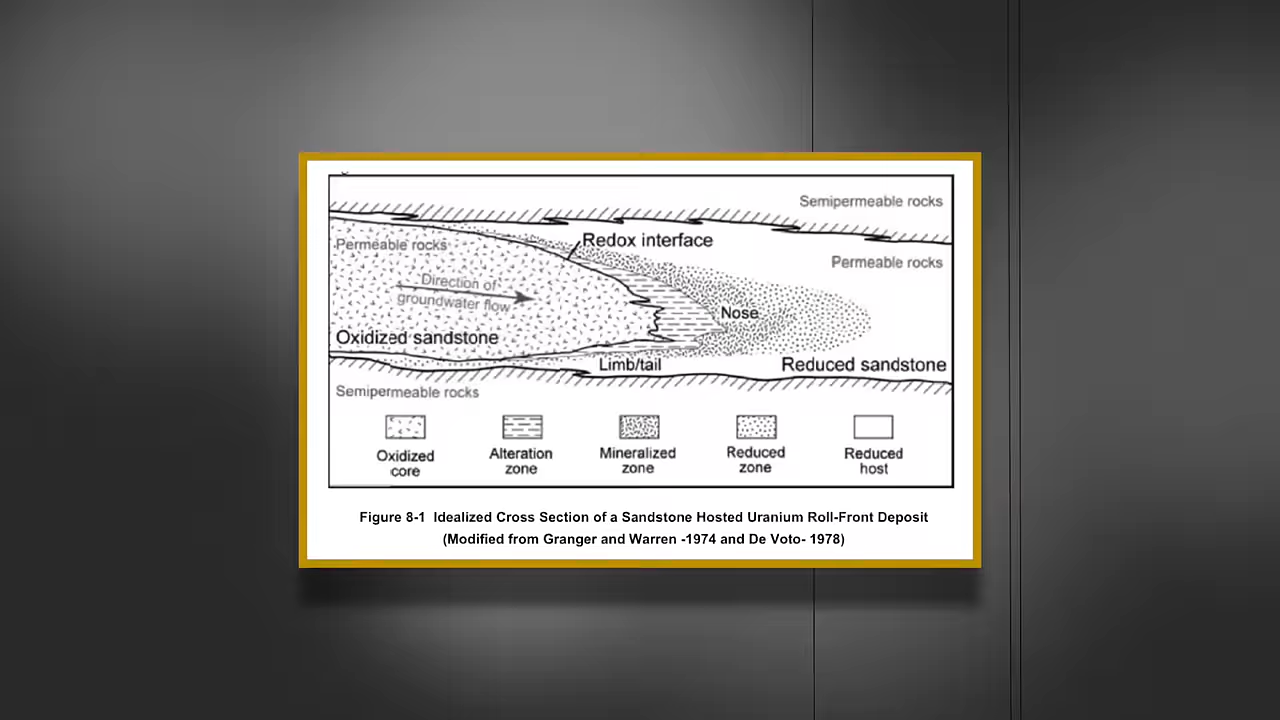 Semipermeable rocks
Redox interface
Permeable rocks
Permeable rocks
Direction of
groundwater flow
Nose
Oxidized sandstone
Limb/tail
Reduced sandstone
Semipermeable rocks
Oxidized
core
Alteration
zone
Mineralized
zone
Reduced
zone
Reduced
host
Figure 8-1 Idealized Cross Section of a Sandstone Hosted Uranium Roll-Front Deposit
(Modified from Granger and Warren -1974 and De Voto- 1978)